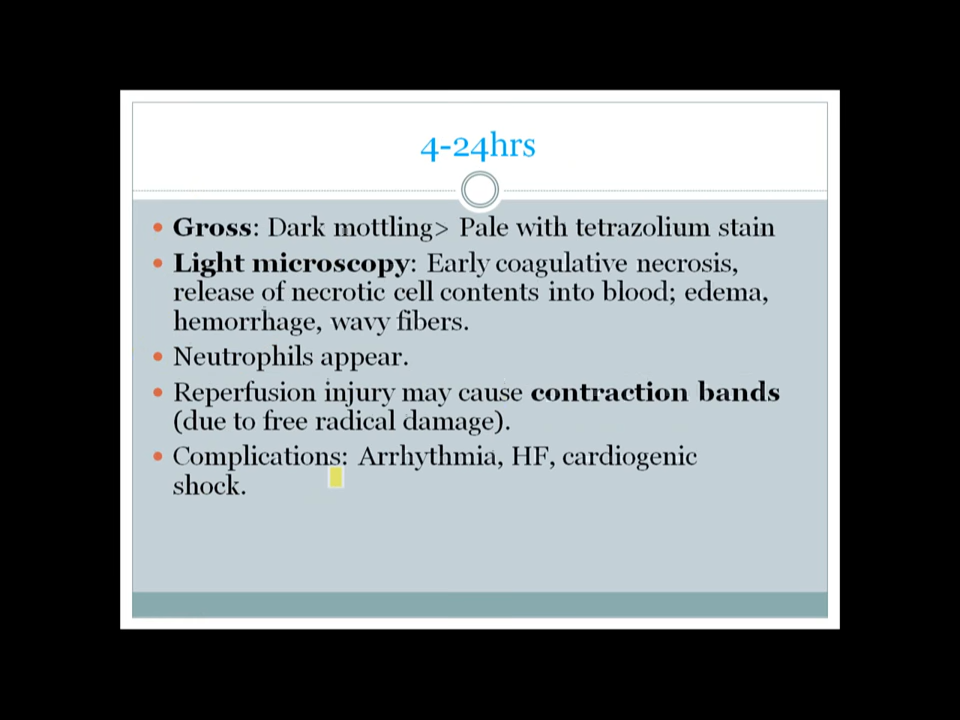 4-24hrs
Gross: Dark mottling> Pale with tetrazolium stain
Light microscopy: Early coagulative necrosis,
release of necrotic cell contents into blood; edema,
hemorrhage, wavy fibers.
Neutrophils appear.
Reperfusion injury may cause contraction bands
(due to free radical damage).
Complications: Arrhythmia, HF, cardiogenic
shock.